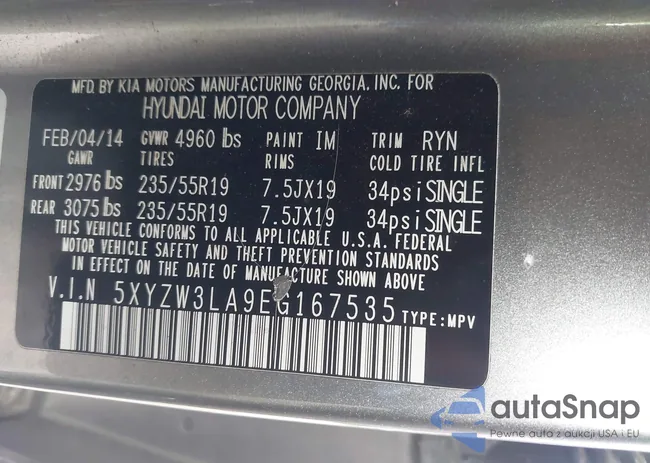 MFD. BY KIA MOTORS MANUFACTURING GEORGIA, INC. FOR
HYUNDAI MOTOR COMPANY
FEB/04/14 GVWR 4960 lbs PAINT IM TRIM RYN
GAWR TIRES RIMS COLD TIRE INFL
FRONT 2976 lbs 235/55R19 7.5JX19 34psi SINGLE
REAR 3075 lbs 235/55R19 7.5JX19 34psi SINGLE
THIS VEHICLE CONFORMS TO ALL APPLICABLE U.S.A. FEDERAL
MOTOR VEHICLE SAFETY AND THEFT PREVENTION STANDARDS
IN EFFECT ON THE DATE OF MANUFACTURE SHOWN ABOVE
V.I.N 5XYZW3LA9EG167535 TYPE:MPV
autaSnap
Pewne auta z aukcji USA i EU